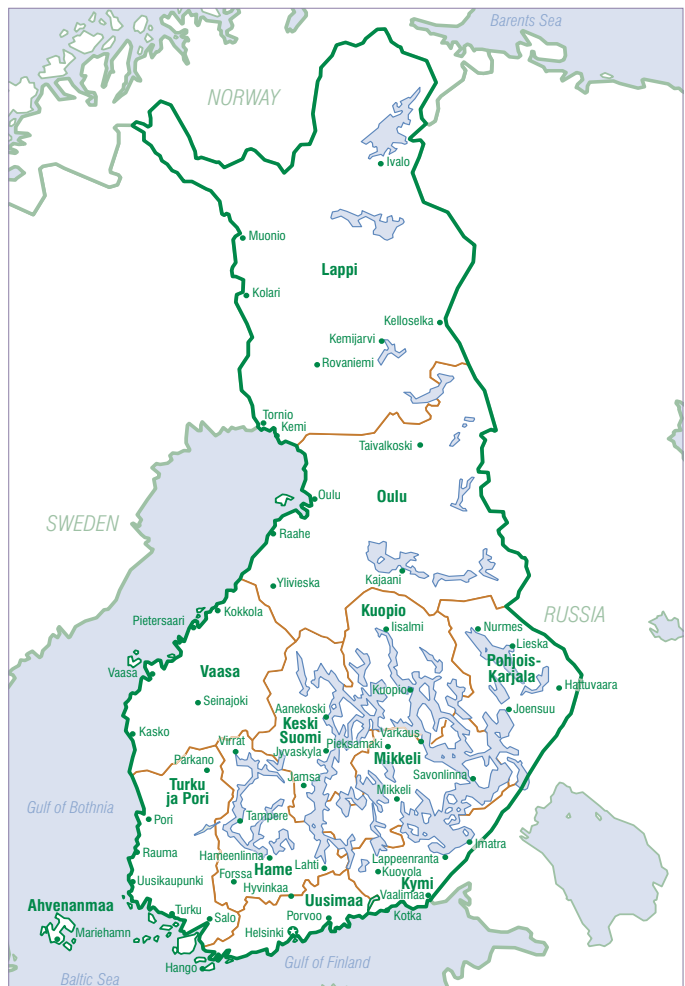 Barents Sea
NORWAY
Ivalo
Muonio
Lappi
Kolari
Kelloselka
Kemijarvi
Rovaniemi
Tornio
Kemi
Taivalkoski
Oulu
Oulu
SWEDEN
Raahe
Kajaani
Ylivieska
Kuopio
Kokkola
Pietersaari
RUSSIA
Iisalmi
Nurmes
Lieska
Pohjois-
Karjala
Vaasa
Vaasa
Kuopio
Hattuvaara
Seinajoki
Aanekoski
Joensuu
Keski
Suomi
Kasko
Virrat
Varkaus
Jyvaskyla
Pieksamaki
Mikkeli
Parkano
Turku
ja Pori
Jamsa
Savonlinna
Mikkeli
Gulf of Bothnia
Pori
Tampere
Imatra
Rauma
Hameenlinna
Lappeenranta
Hame
Lahti
Kuovola
Forssa
Uusikaupunki
Kymi
Hyvinkaa
Vaalimaa
Uusimaa
Ahvenanmaa
Turku
Salo
Porvoo
Kotka
Mariehamn
Helsinki
Hango
Gulf of Finland
Baltic Sea